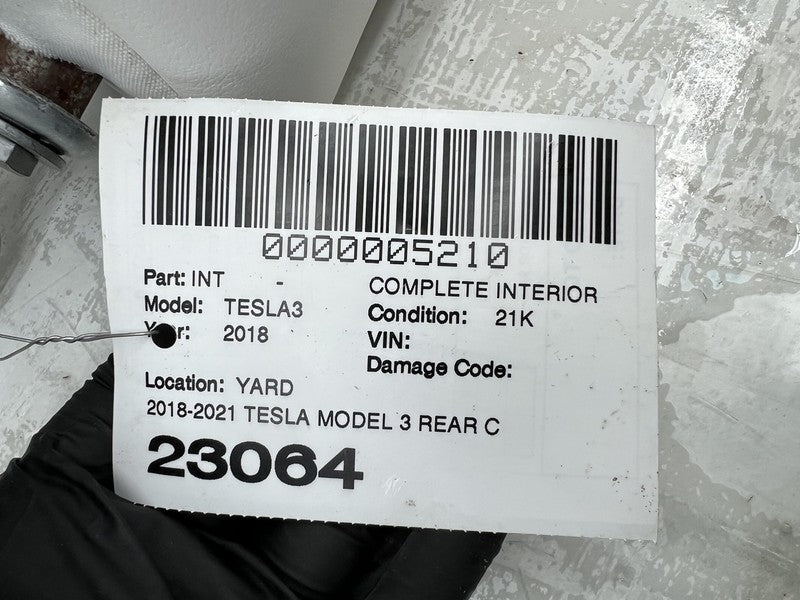 0000005210
Part: INT - COMPLETE INTERIOR
Model: TESLA3 Condition: 21K
2018 VIN:
Damage Code:
Location: YARD
2018-2021 TESLA MODEL 3 REAR C
23064